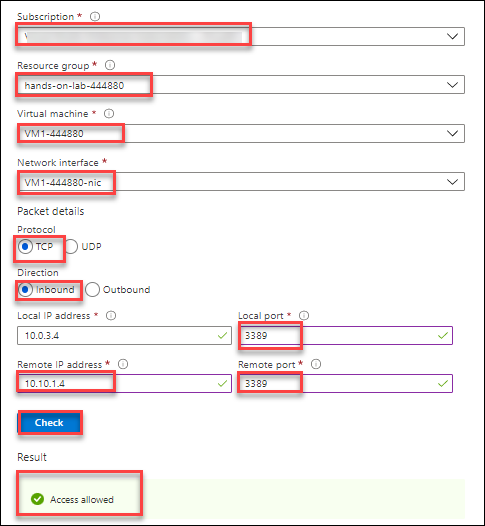 Subscription *
Resource group *
hands-on-lab-444880
Virtual machine *
VM1-444880
Network interface *
VM1-444880-nic
Packet details
Protocol
TCP UDP
Direction
Inbound Outbound
Local IP address * Local port *
10.0.3.4 3389
Remote IP address * Remote port *
10.10.1.4 3389
Check
Result
Access allowed